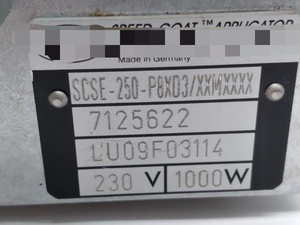 SPEED-COAT™ APPLICATOR
Made in Germany
SCSE-250-P8XD3/XXMXXXX
7125622
LU09F03114
230 V 1000W